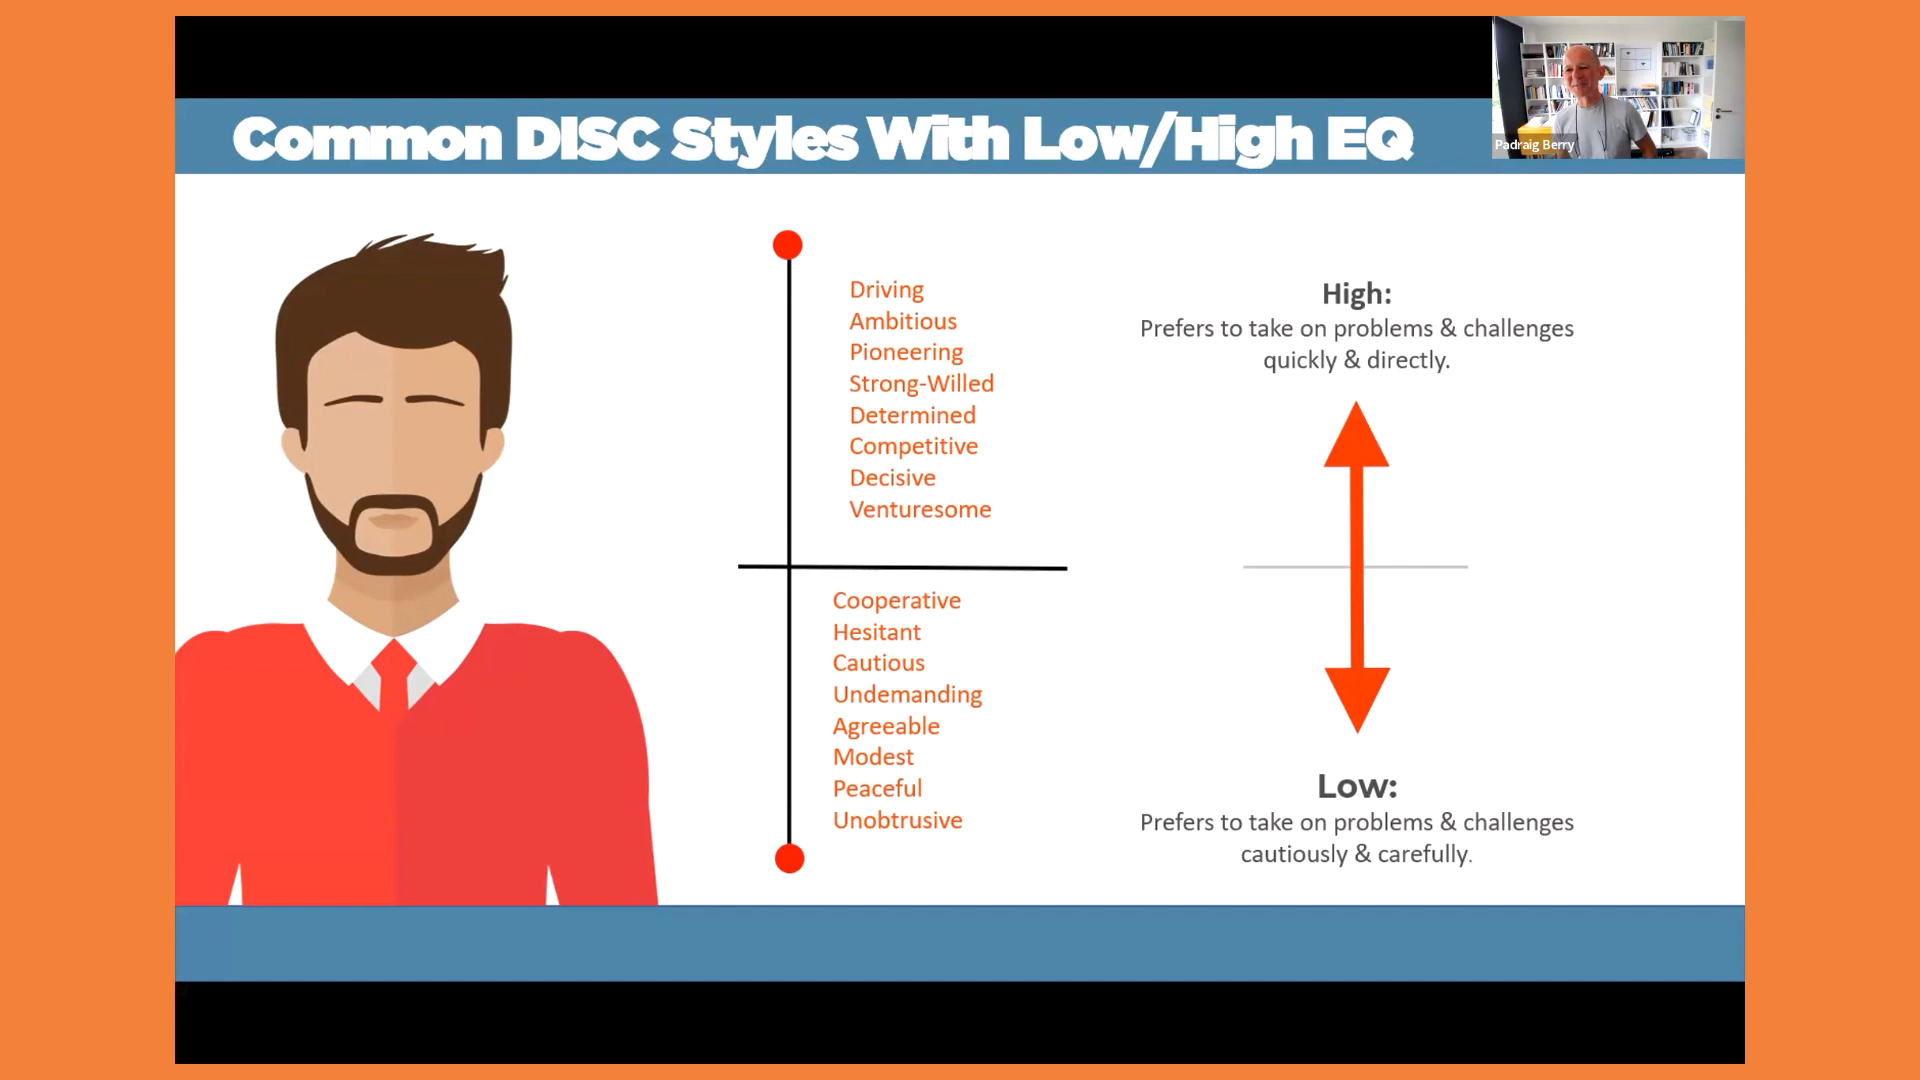 Common DISC Styles With Low/High EQ
Padraig Berry
Driving
Ambitious
Pioneering
Strong-Willed
Determined
Competitive
Decisive
Venturesome
Cooperative
Hesitant
Cautious
Undemanding
Agreeable
Modest
Peaceful
Unobtrusive
High:
Prefers to take on problems & challenges
quickly & directly.
Low:
Prefers to take on problems & challenges
cautiously & carefully.